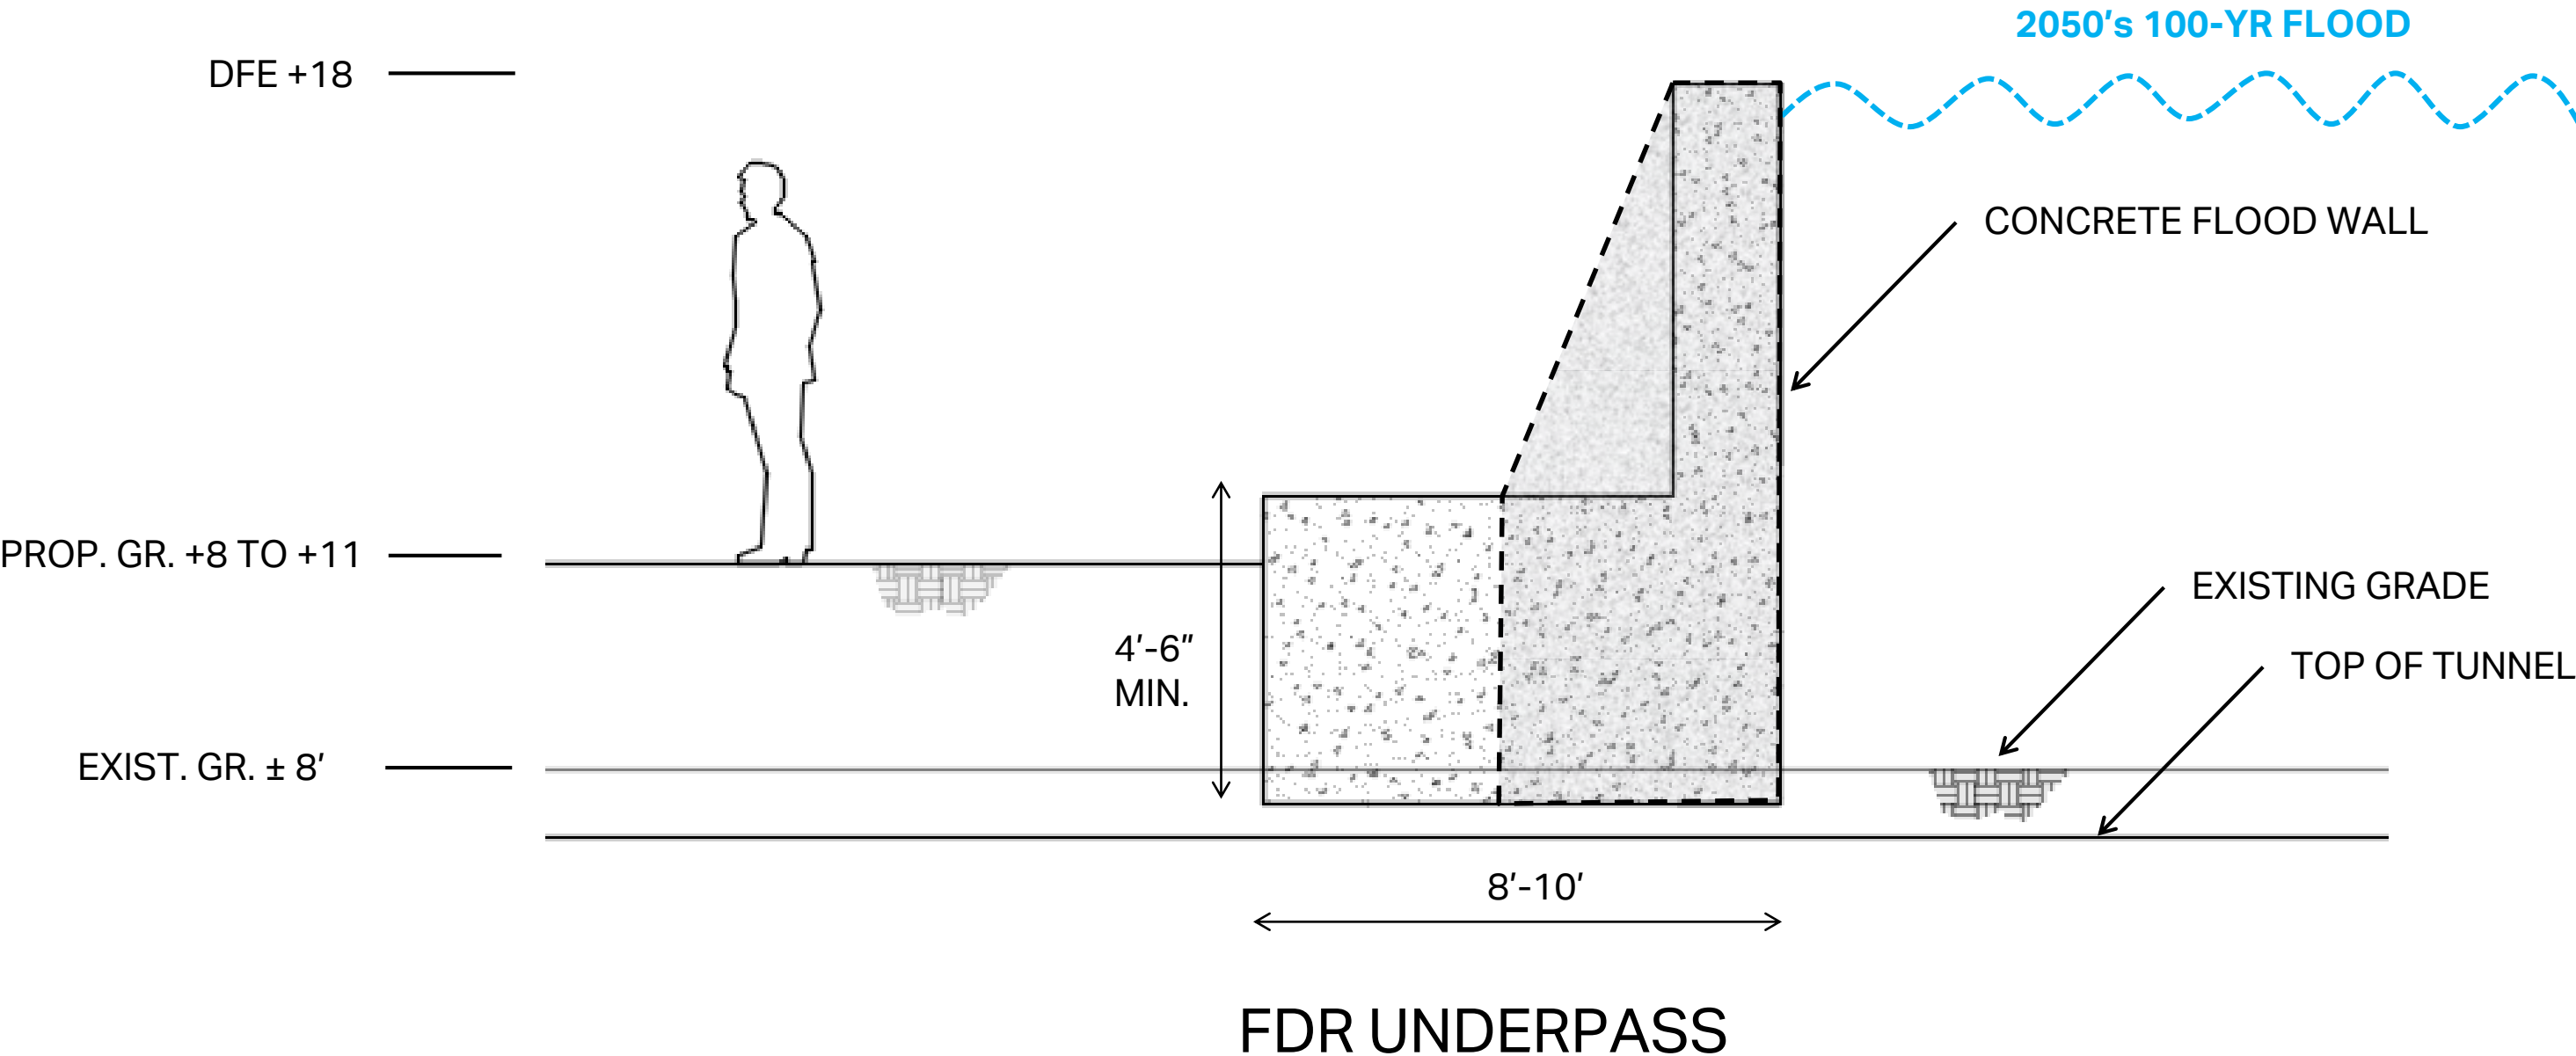 2050's 100-YR FLOOD
DFE +18
CONCRETE FLOOD WALL
PROP. GR. +8 TO +11
EXISTING GRADE
4'-6"
MIN.
TOP OF TUNNEL
EXIST. GR. ± 8'
8'-10'
FDR UNDERPASS